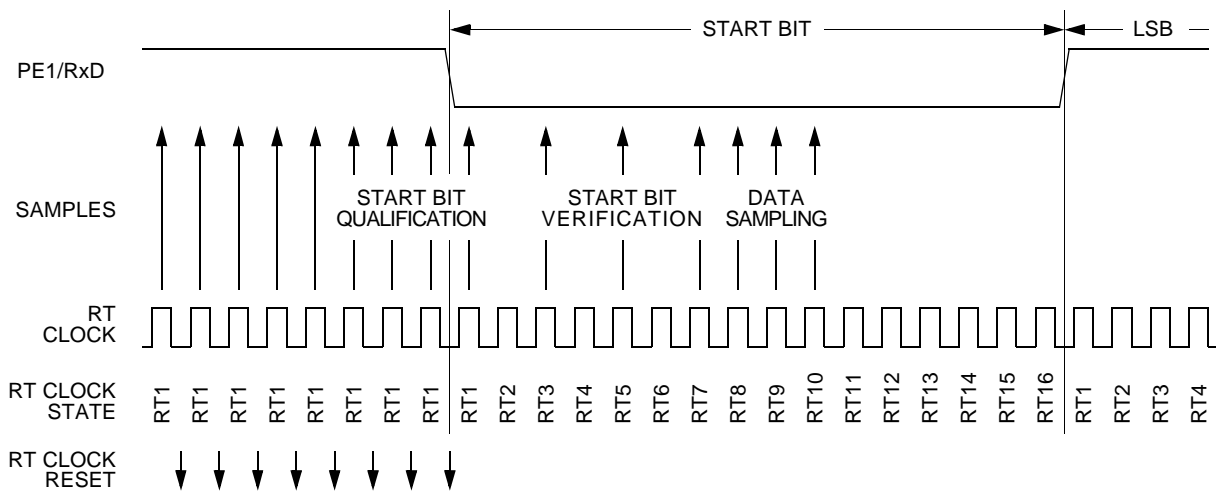 START BIT
LSB
PE1/RxD
SAMPLES
START BIT
QUALIFICATION
START BIT
VERIFICATION
DATA
SAMPLING
RT
CLOCK
RT CLOCK
STATE
RT1 RT1 RT1 RT1 RT1 RT1 RT1 RT1 RT1 RT2 RT3 RT4 RT5 RT6 RT7 RT8 RT9 RT10 RT11 RT12 RT13 RT14 RT15 RT16 RT1 RT2 RT3 RT4
RT CLOCK
RESET